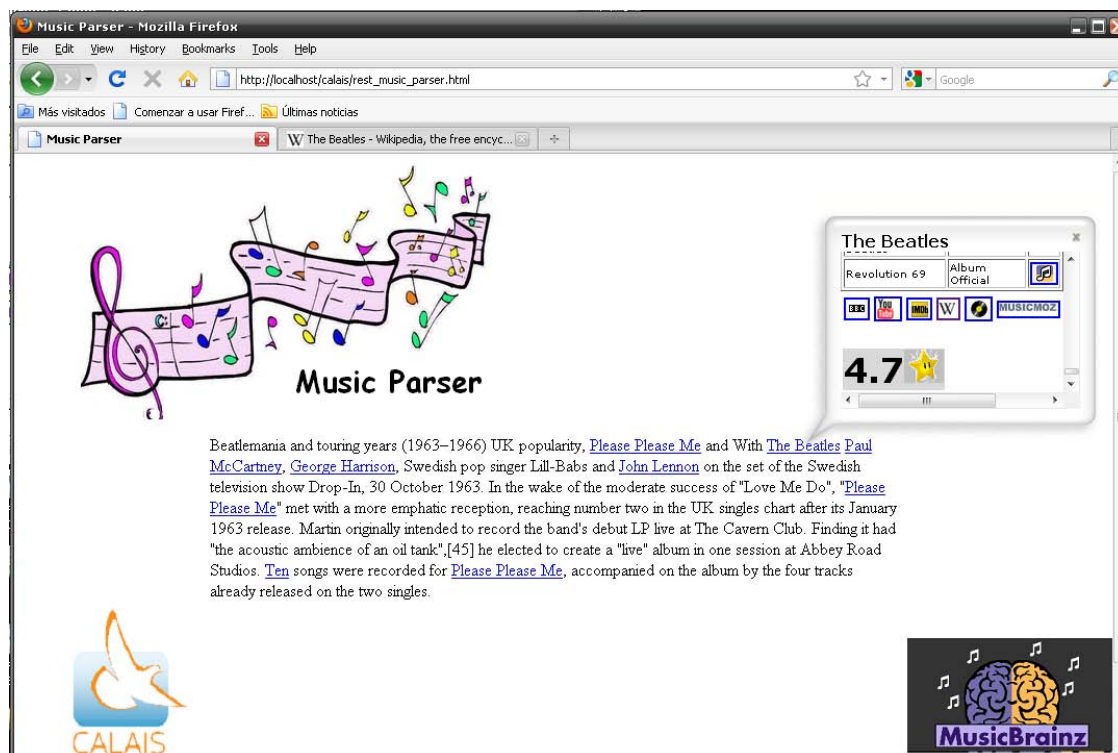 Music Parser - Mozilla Firefox
File Edit View History Bookmarks Tools Help
http://localhost/calais/rest_music_parser.html
Google
Más visitados Comenzar a usar Firef... Últimas noticias
Music Parser
The Beatles - Wikipedia, the free encyc...
Music Parser
The Beatles
Revolution 69
Album
Official
BBC You Tube IMDb W MUSICMOZ
4.7
Beatlemania and touring years (1963–1966) UK popularity, Please Please Me and With The Beatles Paul
McCartney, George Harrison, Swedish pop singer Lill-Babs and John Lennon on the set of the Swedish
television show Drop-In, 30 October 1963. In the wake of the moderate success of "Love Me Do", "Please
Please Me" met with a more emphatic reception, reaching number two in the UK singles chart after its January
1963 release. Martin originally intended to record the band's debut LP live at The Cavern Club. Finding it had
"the acoustic ambience of an oil tank",[45] he elected to create a "live" album in one session at Abbey Road
Studios. Ten songs were recorded for Please Please Me, accompanied on the album by the four tracks
already released on the two singles.
CALAIS
MusicBrainz